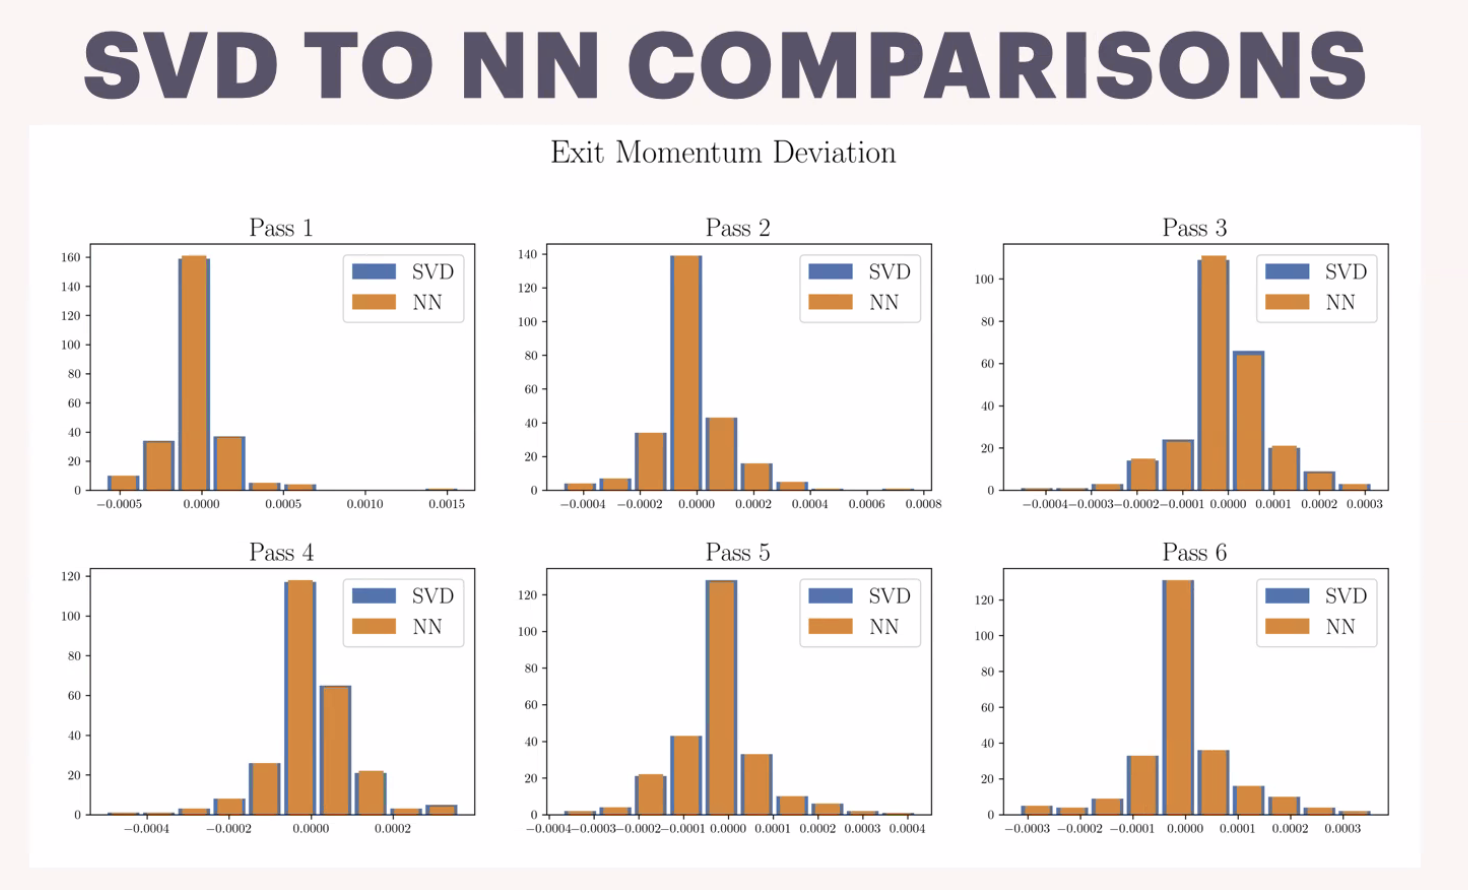 SVD TO NN COMPARISONS
Exit Momentum Deviation
Pass 1
160
140
120
100
80
60
40
20
0
−0.0005 0.0000 0.0005 0.0010 0.0015
SVD
NN
Pass 2
140
120
100
80
60
40
20
0
−0.0004 −0.0002 0.0000 0.0002 0.0004 0.0006 0.0008
SVD
NN
Pass 3
100
80
60
40
20
0
−0.0004 −0.0003 −0.0002 −0.0001 0.0000 0.0001 0.0002 0.0003
SVD
NN
Pass 4
120
100
80
60
40
20
0
−0.0004 −0.0002 0.0000 0.0002
SVD
NN
Pass 5
120
100
80
60
40
20
0
−0.0004 −0.0003 −0.0002 −0.0001 0.0000 0.0001 0.0002 0.0003 0.0004
SVD
NN
Pass 6
120
100
80
60
40
20
0
−0.0003 −0.0002 −0.0001 0.0000 0.0001 0.0002 0.0003
SVD
NN